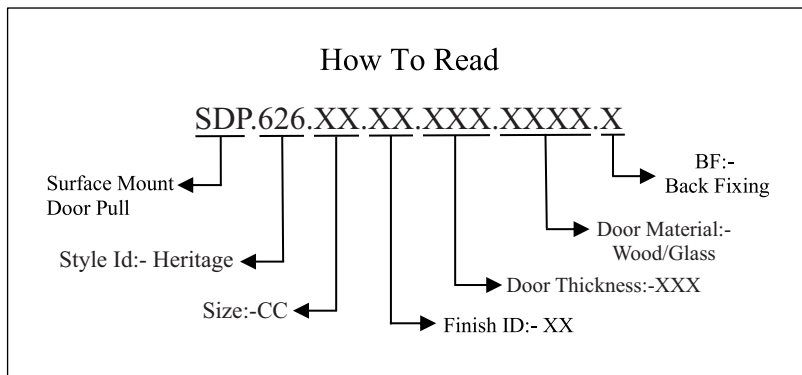 How To Read
SDP.626.XX.XX.XXX.XXXX.X
Surface Mount
Door Pull
Style Id:- Heritage
Size:-CC
Finish ID:- XX
Door Thickness:-XXX
Door Material:-
Wood/Glass
BF:-
Back Fixing